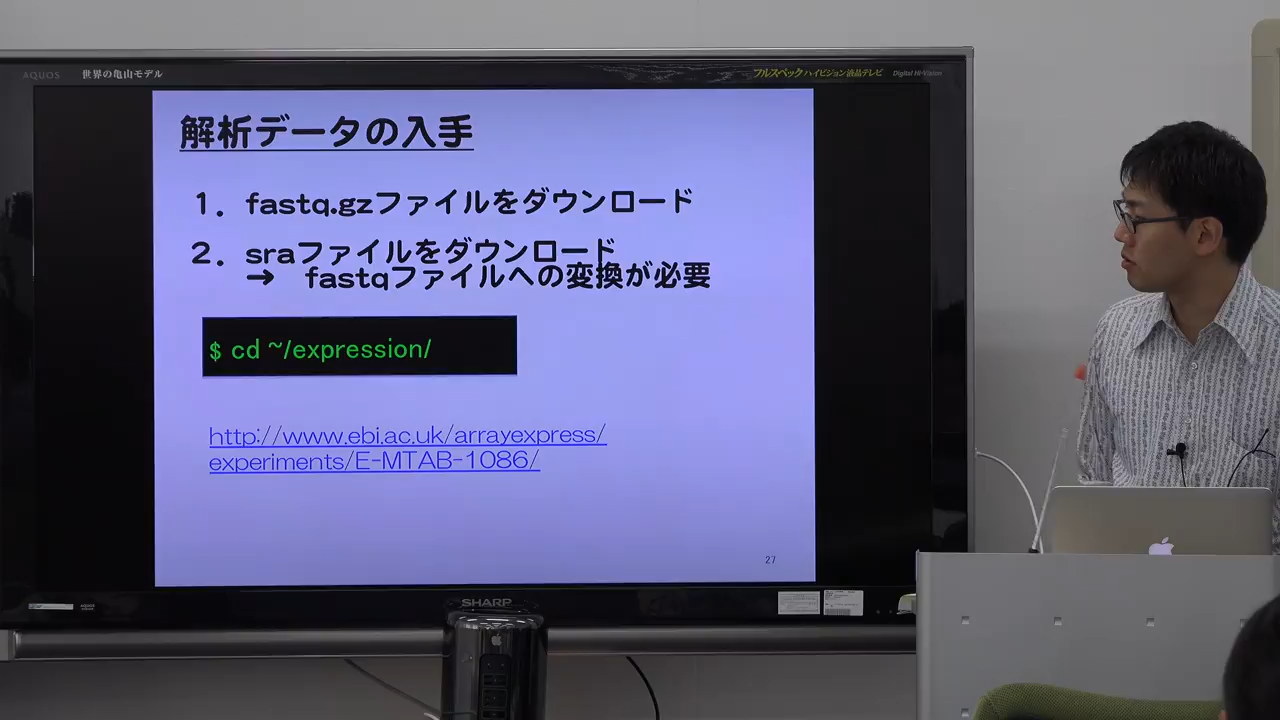 AQUOS 世界の亀山モデル フルスペックハイビジョン液晶テレビ Digital Hi-Vision
解析データの入手
1. fastq.gzファイルをダウンロード
2. sraファイルをダウンロード
→ fastqファイルへの変換が必要
$ cd ~/expression/
http://www.ebi.ac.uk/arrayexpress/
experiments/E-MTAB-1086/
27
SHARP